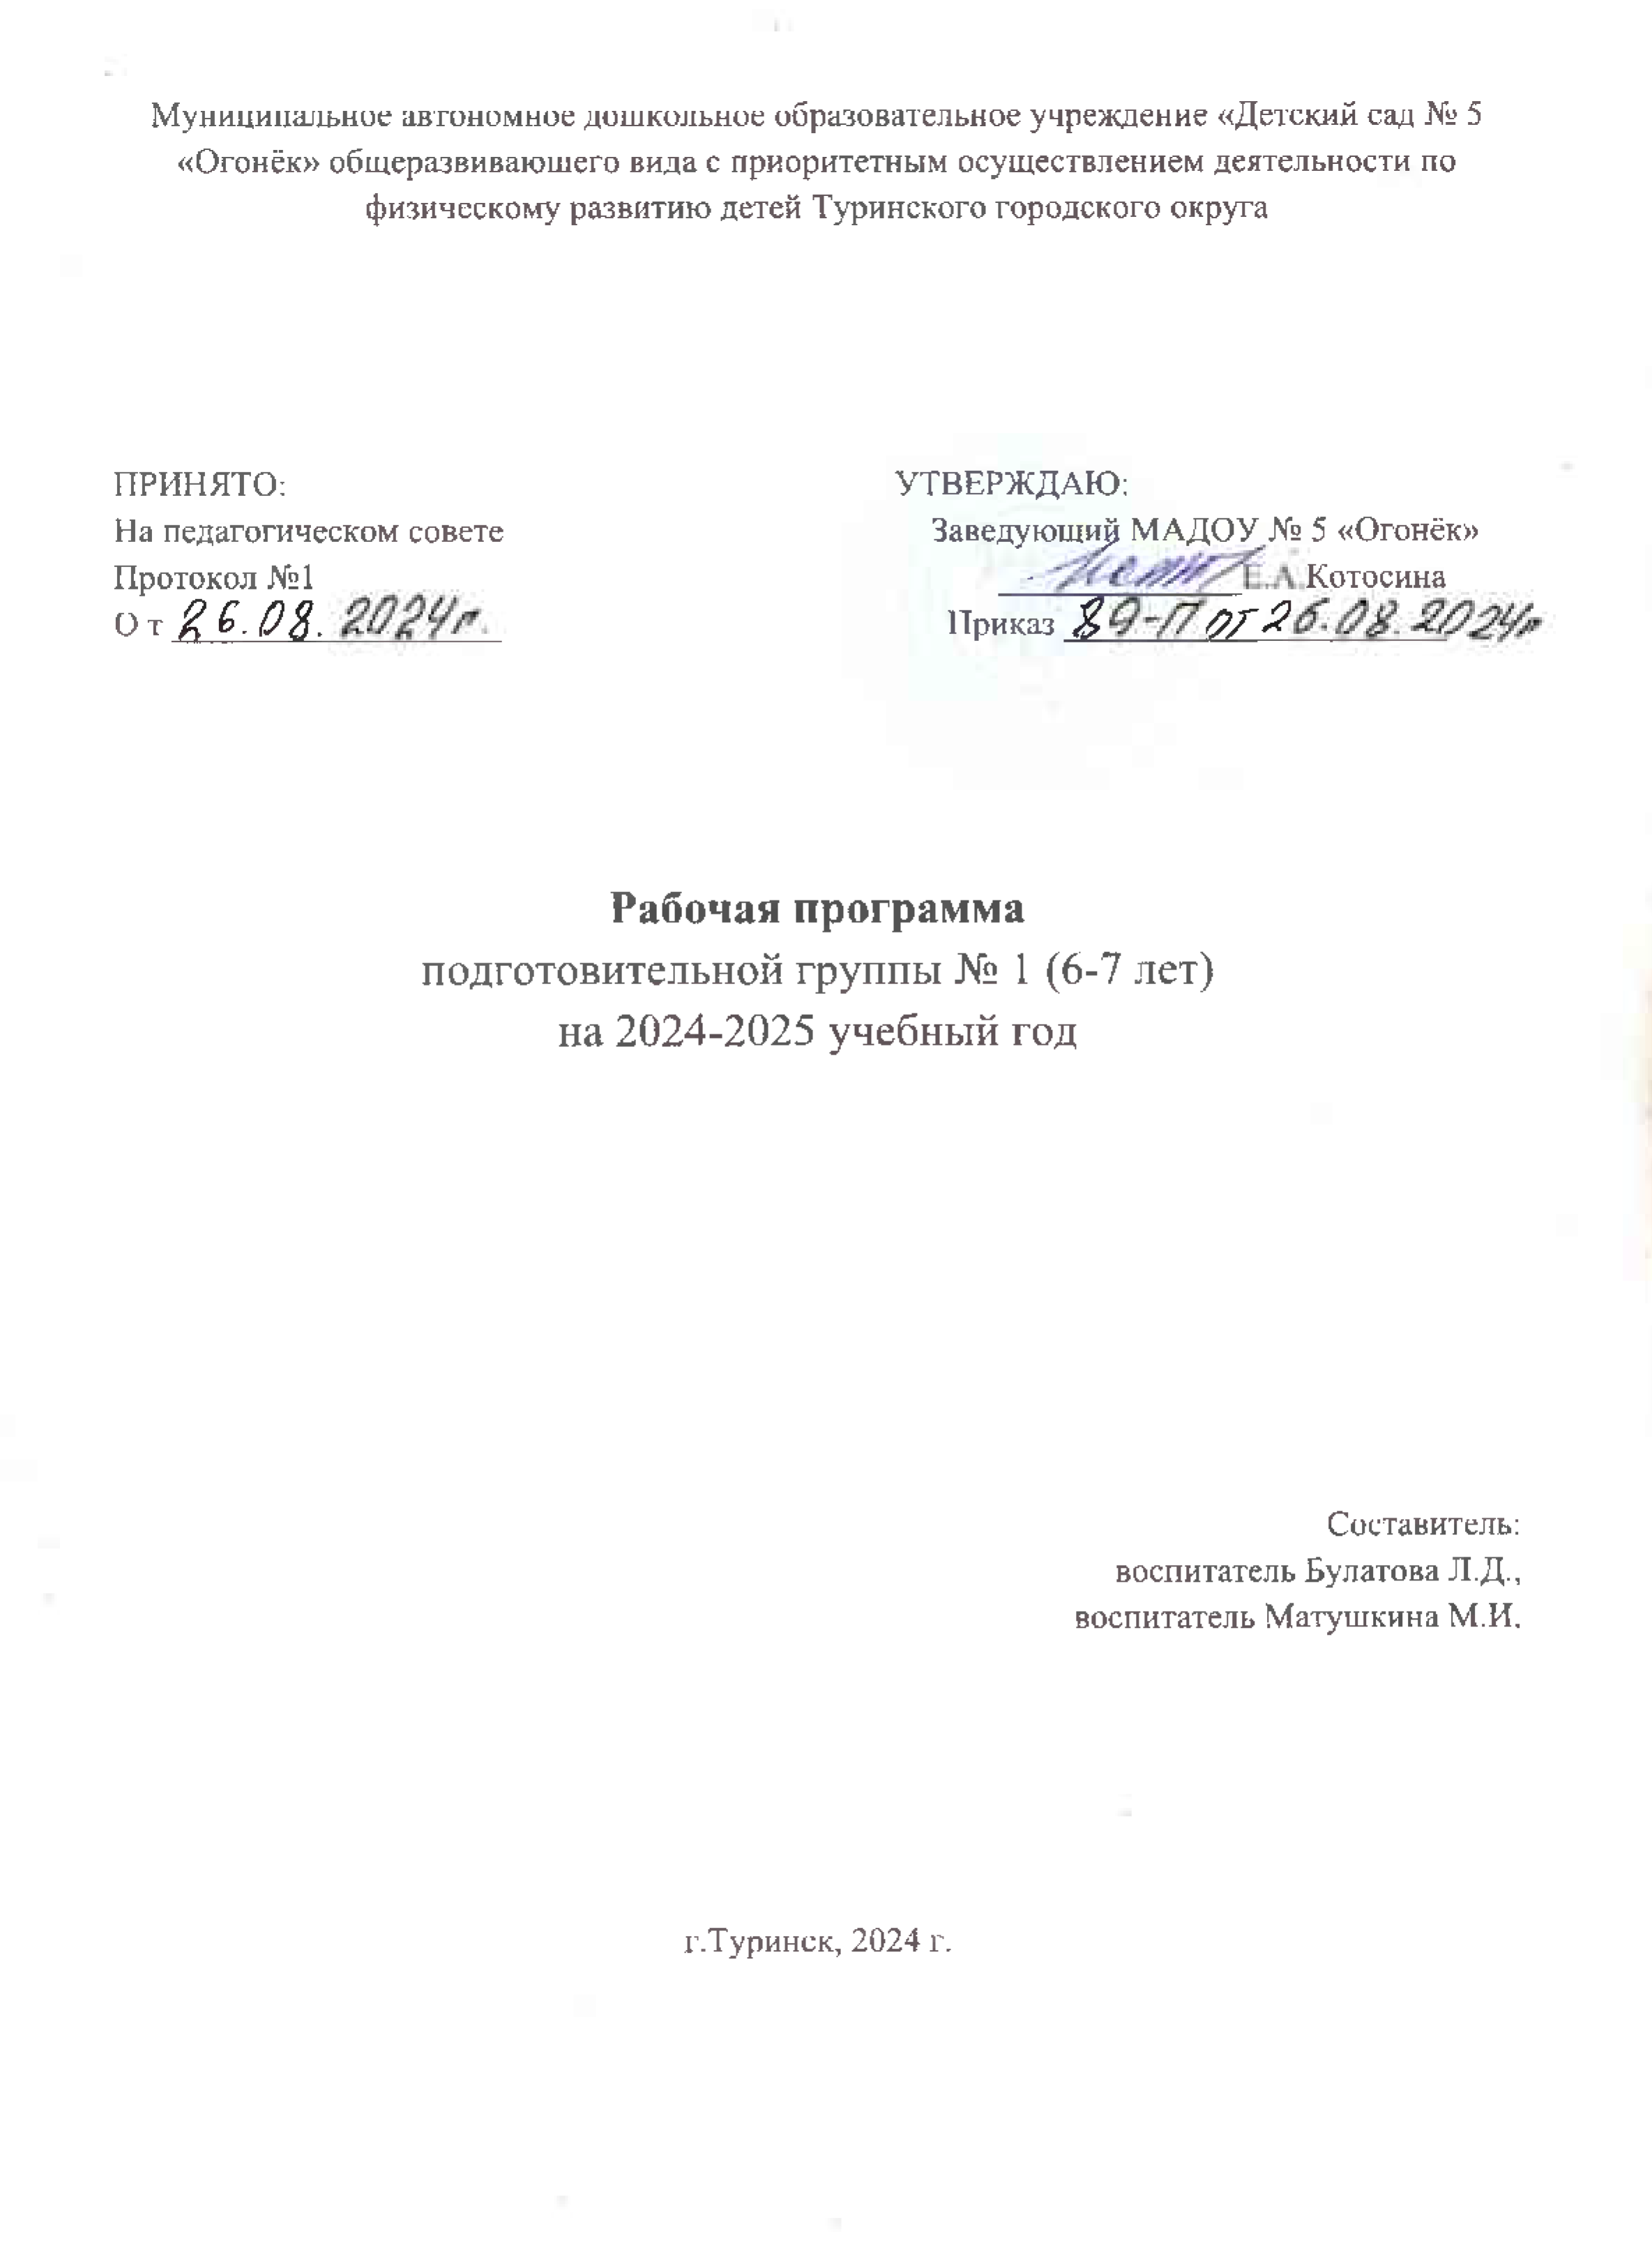 Муниципальное автономное дошкольное образовательное учреждение «Детский сад № 5
«Огонёк» общеразвивающего вида с приоритетным осуществлением деятельности по
физическому развитию детей Туринского городского округа
ПРИНЯТО:
На педагогическом совете
Протокол №1
О т 26.08. 2024г.
УТВЕРЖДАЮ:
Заведующий МАДОУ № 5 «Огонёк»
Е.А.Котосина
Приказ 89-П от 26.08.2024г
Рабочая программа
подготовительной группы № 1 (6-7 лет)
на 2024-2025 учебный год
Составитель:
воспитатель Булатова Л.Д.,
воспитатель Матушкина М.И.
г.Туринск, 2024 г.